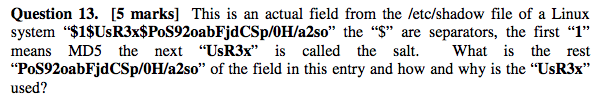 Question 13. [5 marks] This is an actual field from the /etc/shadow file of a Linux
system “$1$UsR3x$PoS92oabFjdCSp/0H/a2so” the “$” are separators, the first “1”
means MD5 the next “UsR3x” is called the salt. What is the rest
“PoS92oabFjdCSp/0H/a2so” of the field in this entry and how and why is the “UsR3x”
used?